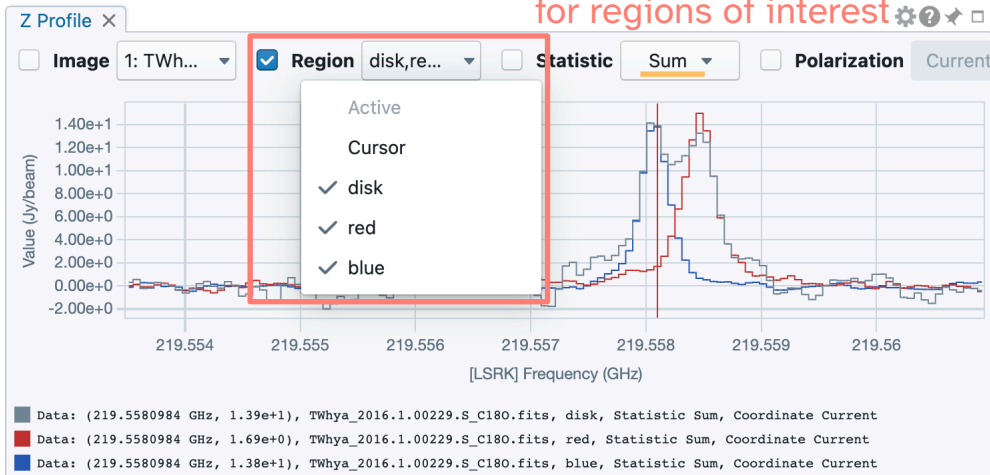 for regions of interest
Z Profile
Image 1: TWh... Region disk,re... Statistic Sum Polarization Current
Active
Cursor
disk
red
blue
Value (Jy/beam)
1.40e+1
1.20e+1
1.00e+1
8.00e+0
6.00e+0
4.00e+0
2.00e+0
0.00e+0
-2.00e+0
219.554 219.555 219.556 219.557 219.558 219.559 219.56
[LSRK] Frequency (GHz)
Data: (219.5580984 GHz, 1.39e+1), TWhya_2016.1.00229.S_C18O.fits, disk, Statistic Sum, Coordinate Current
Data: (219.5580984 GHz, 1.69e+0), TWhya_2016.1.00229.S_C18O.fits, red, Statistic Sum, Coordinate Current
Data: (219.5580984 GHz, 1.38e+1), TWhya_2016.1.00229.S_C18O.fits, blue, Statistic Sum, Coordinate Current